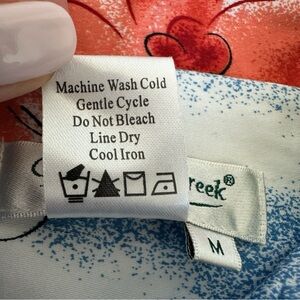 Machine Wash Cold
Gentle Cycle
Do Not Bleach
Line Dry
Cool Iron
reek®
M